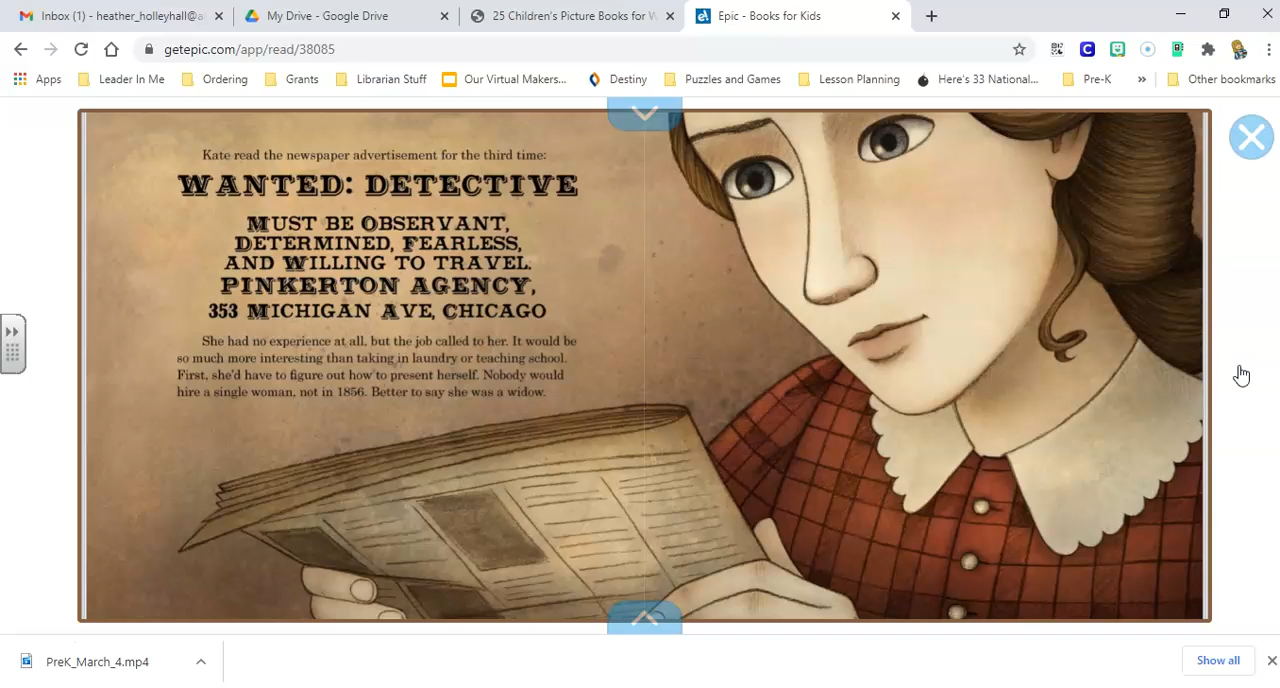 Inbox (1) - heather_holleyhall@a
My Drive - Google Drive
25 Children's Picture Books for W
Epic - Books for Kids
getepic.com/app/read/38085
Apps
Leader In Me
Ordering
Grants
Librarian Stuff
Our Virtual Makers...
Destiny
Puzzles and Games
Lesson Planning
Here's 33 National...
Pre-K
»
Other bookmarks
Kate read the newspaper advertisement for the third time:
WANTED: DETECTIVE
MUST BE OBSERVANT,
DETERMINED, FEARLESS,
AND WILLING TO TRAVEL.
PINKERTON AGENCY,
353 MICHIGAN AVE, CHICAGO
She had no experience at all, but the job called to her. It would be
so much more interesting than taking in laundry or teaching school.
First, she'd have to figure out how to present herself. Nobody would
hire a single woman, not in 1856. Better to say she was a widow.
PreK_March_4.mp4
Show all